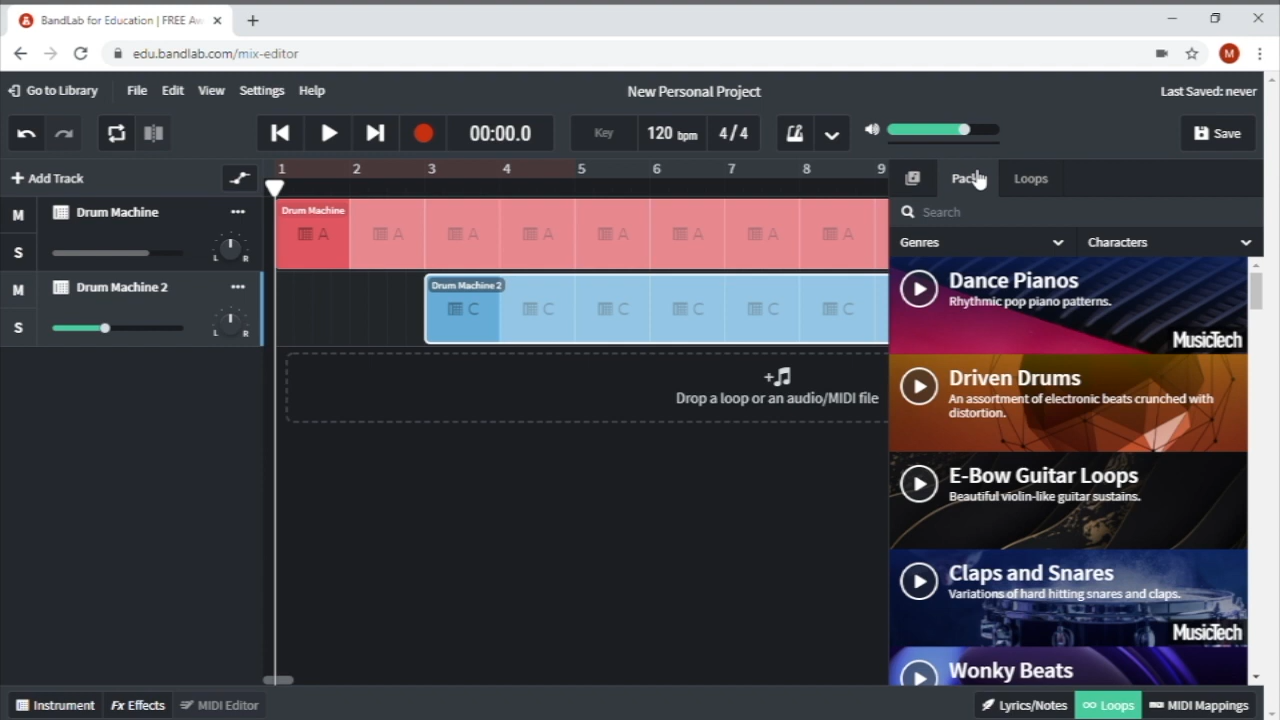 BandLab for Education | FREE Aw
edu.bandlab.com/mix-editor
M
Go to Library File Edit View Settings Help
New Personal Project
Last Saved: never
00:00.0
Key 120 bpm 4/4
Save
+ Add Track
1 2 3 4 5 6 7 8 9
Loops
Search
Genres
Characters
M
S
Drum Machine
L R
Drum Machine
A A A A A A A A
M
S
Drum Machine 2
L R
Drum Machine 2
C C C C C C
Drop a loop or an audio/MIDI file
Dance Pianos
Rhythmic pop piano patterns.
MusicTech
Driven Drums
An assortment of electronic beats crunched with
distortion.
E-Bow Guitar Loops
Beautiful violin-like guitar sustains.
Claps and Snares
Variations of hard hitting snares and claps.
MusicTech
Wonky Beats
Instrument
Fx Effects
MIDI Editor
Lyrics/Notes
Loops
MIDI Mappings